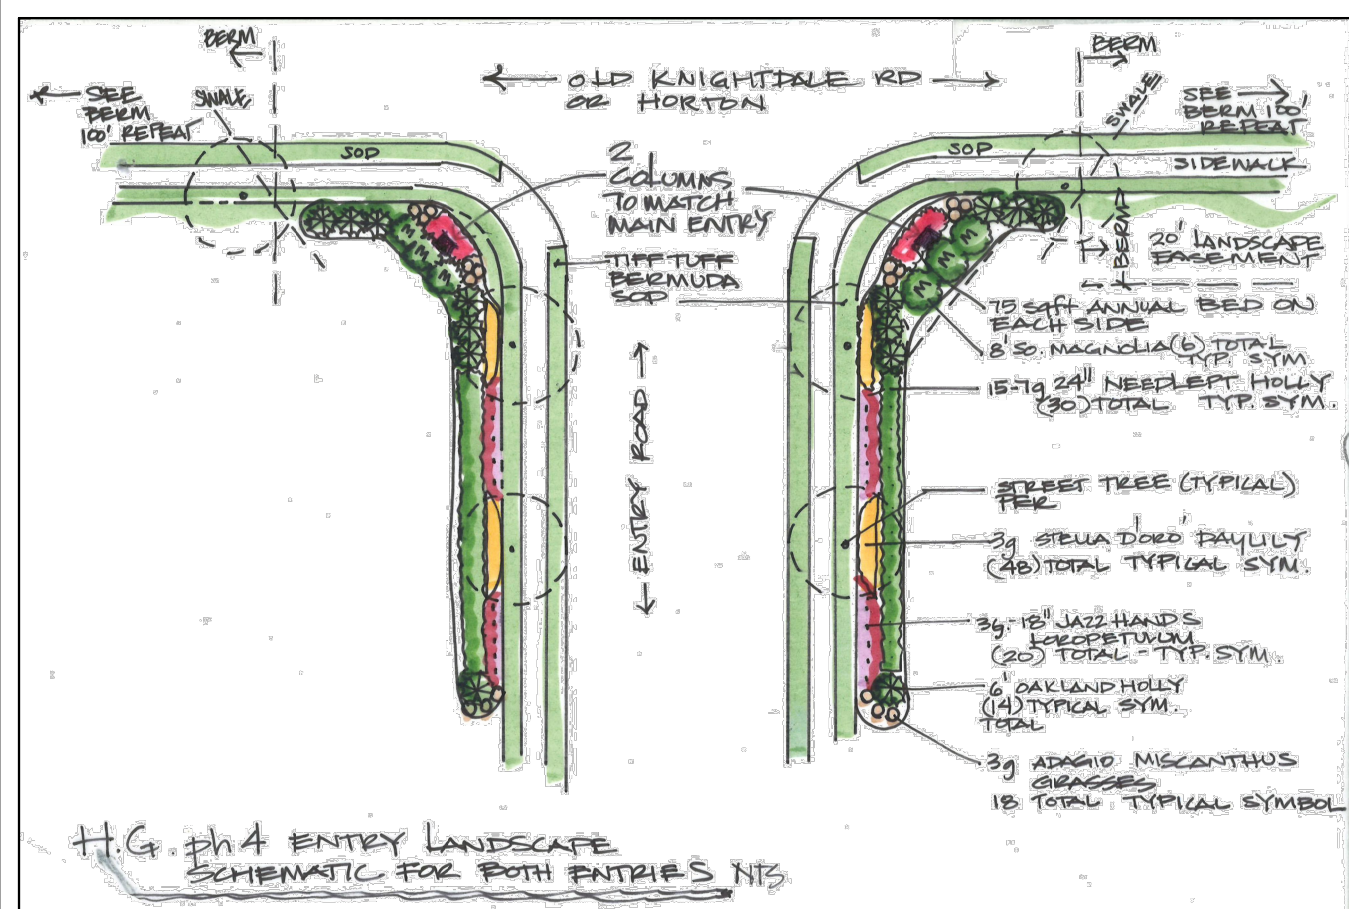 BERM
OLD KNIGHTDALE RD
OR HORTON
BERM
SEE
BERM
100' REPEAT
SWALE
SWALE
SEE
BERM 100'
REPEAT
SOD
SOD
SIDEWALK
2
COLUMNS
TO MATCH
MAIN ENTRY
TIFF TUFF
BERMUDA
SOD
BERM
20' LANDSCAPE
EASEMENT
M
M
M
M
M
M
75 sqft ANNUAL BED ON
EACH SIDE
8' SO. MAGNOLIA (6) TOTAL
TYP. SYM
15-7g 24" NEEDLEPT HOLLY
(30) TOTAL TYP. SYM.
ENTRY ROAD
STREET TREE (TYPICAL)
PER
3g STELLA D'ORO' DAYLILY
(48) TOTAL TYPICAL SYM.
3g.-18" JAZZ HANDS
LOROPETULUM
(20) TOTAL - TYP. SYM.
6' OAKLAND HOLLY
(14) TYPICAL SYM.
TOTAL
3g ADAGIO MISCANTHUS
GRASSES
18 TOTAL TYPICAL SYMBOL
H.G. ph 4 ENTRY LANDSCAPE
SCHEMATIC FOR BOTH ENTRIES NTS